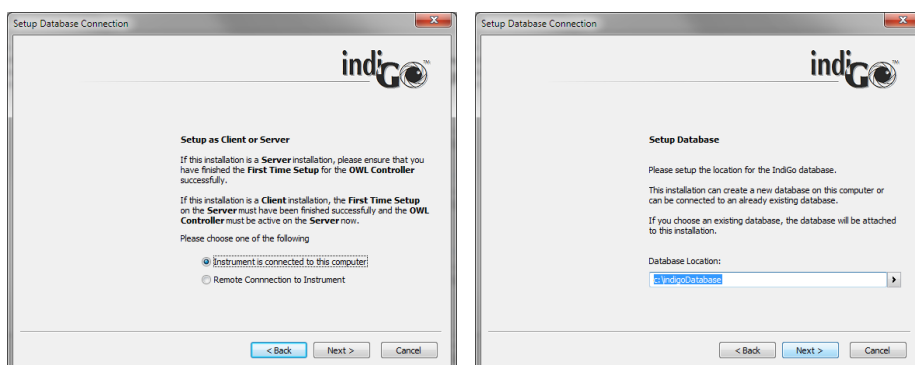 Setup Database Connection
indiGo™
Setup as Client or Server
If this installation is a Server installation, please ensure that you
have finished the First Time Setup for the OWL Controller
successfully.
If this installation is a Client installation, the First Time Setup
on the Server must have been finished successfully and the OWL
Controller must be active on the Server now.
Please choose one of the following
Instrument is connected to this computer
Remote Connnection to Instrument
< Back
Next >
Cancel
Setup Database Connection
indiGo™
Setup Database
Please setup the location for the IndiGo database.
This installation can create a new database on this computer or
can be connected to an already existing database.
If you choose an existing database, the database will be attached
to this installation.
Database Location:
c:\indigoDatabase
< Back
Next >
Cancel